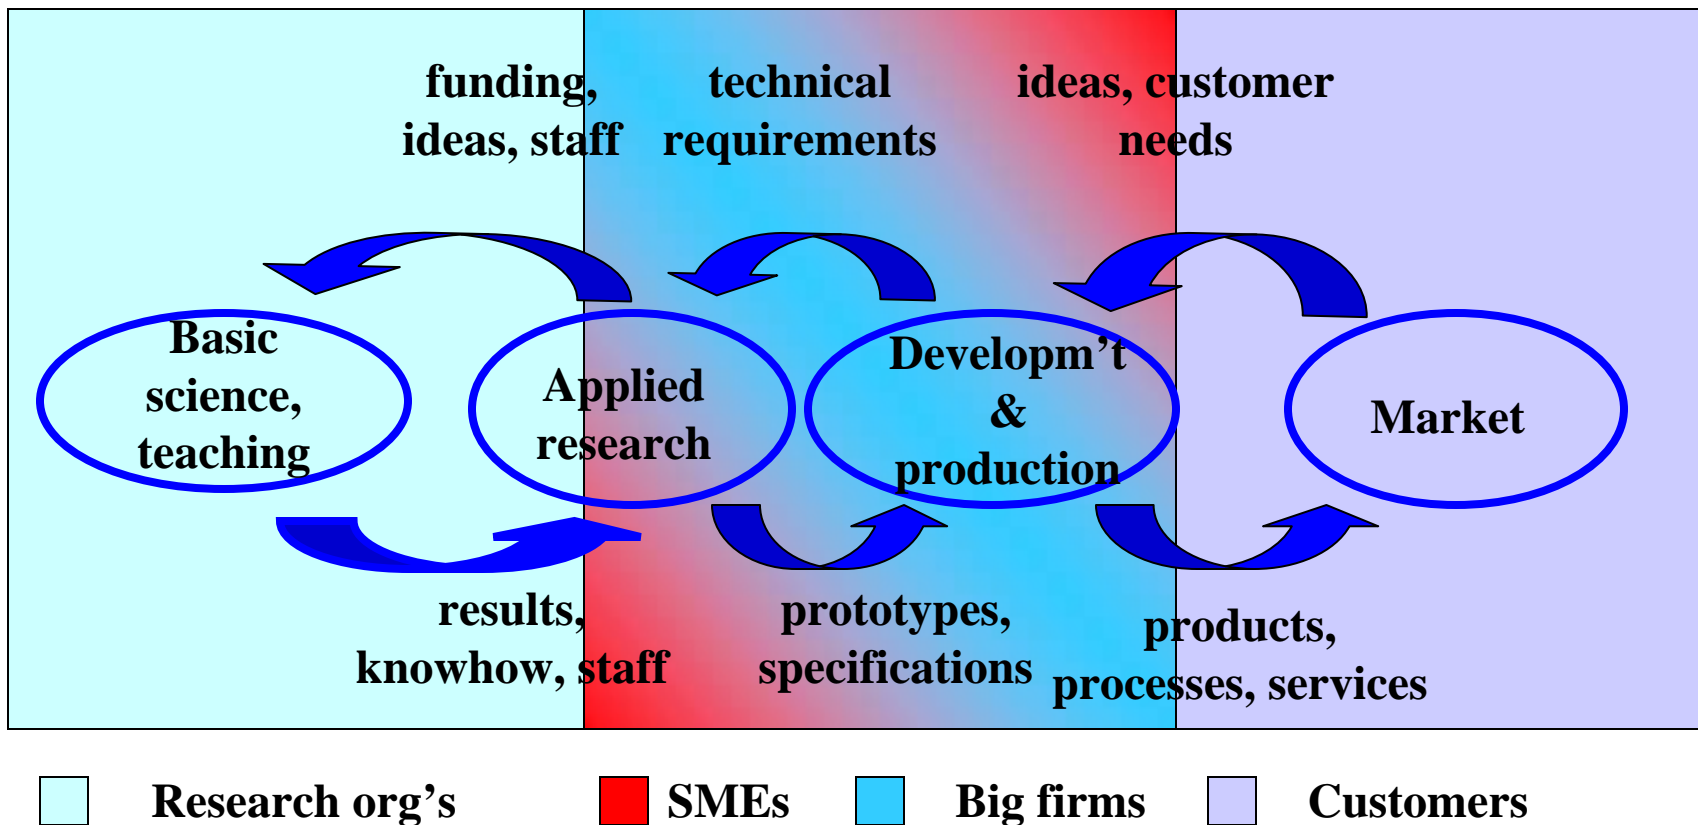 funding,
ideas, staff
technical
requirements
ideas, customer
needs
Basic
science,
teaching
Applied
research
Developm't
&
production
Market
results,
knowhow, staff
prototypes,
specifications
products,
processes, services
Research org's
SMEs
Big firms
Customers